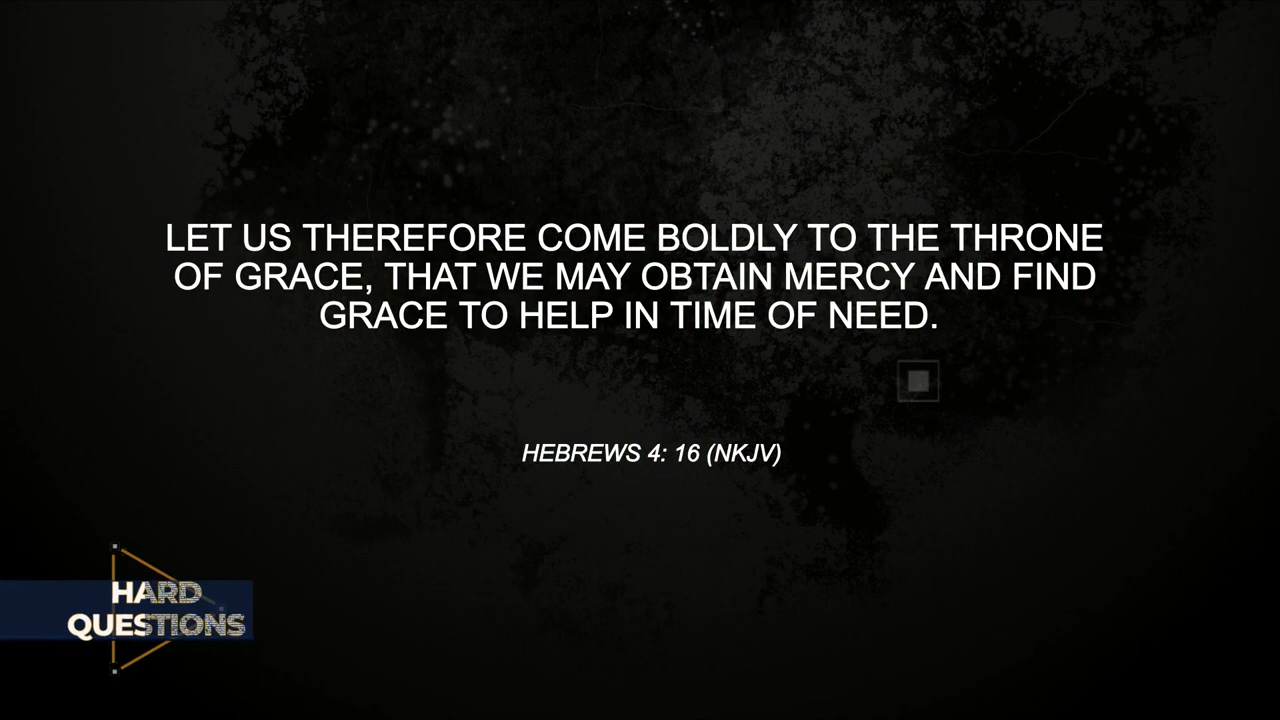 LET US THEREFORE COME BOLDLY TO THE THRONE
OF GRACE, THAT WE MAY OBTAIN MERCY AND FIND
GRACE TO HELP IN TIME OF NEED.
HEBREWS 4: 16 (NKJV)
HARD
QUESTIONS